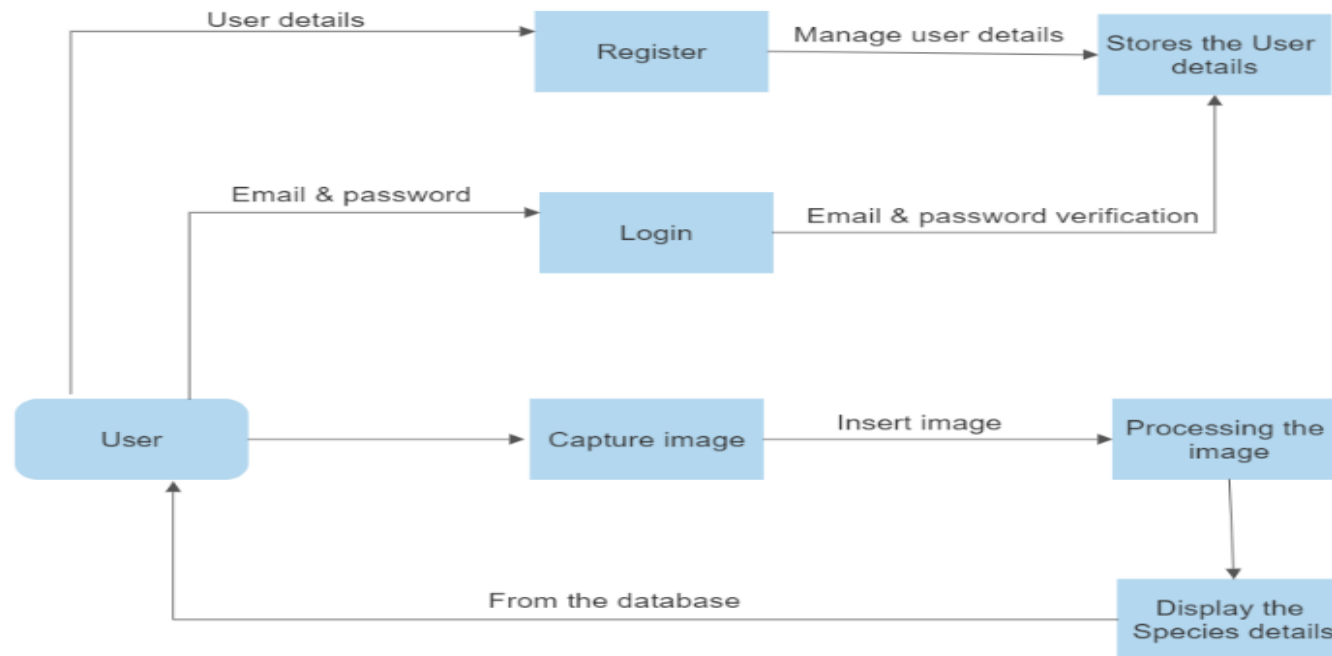 User details
Register
Manage user details
Stores the User
details
Email & password
Login
Email & password verification
User
Capture image
Insert image
Processing the
image
From the database
Display the
Species details